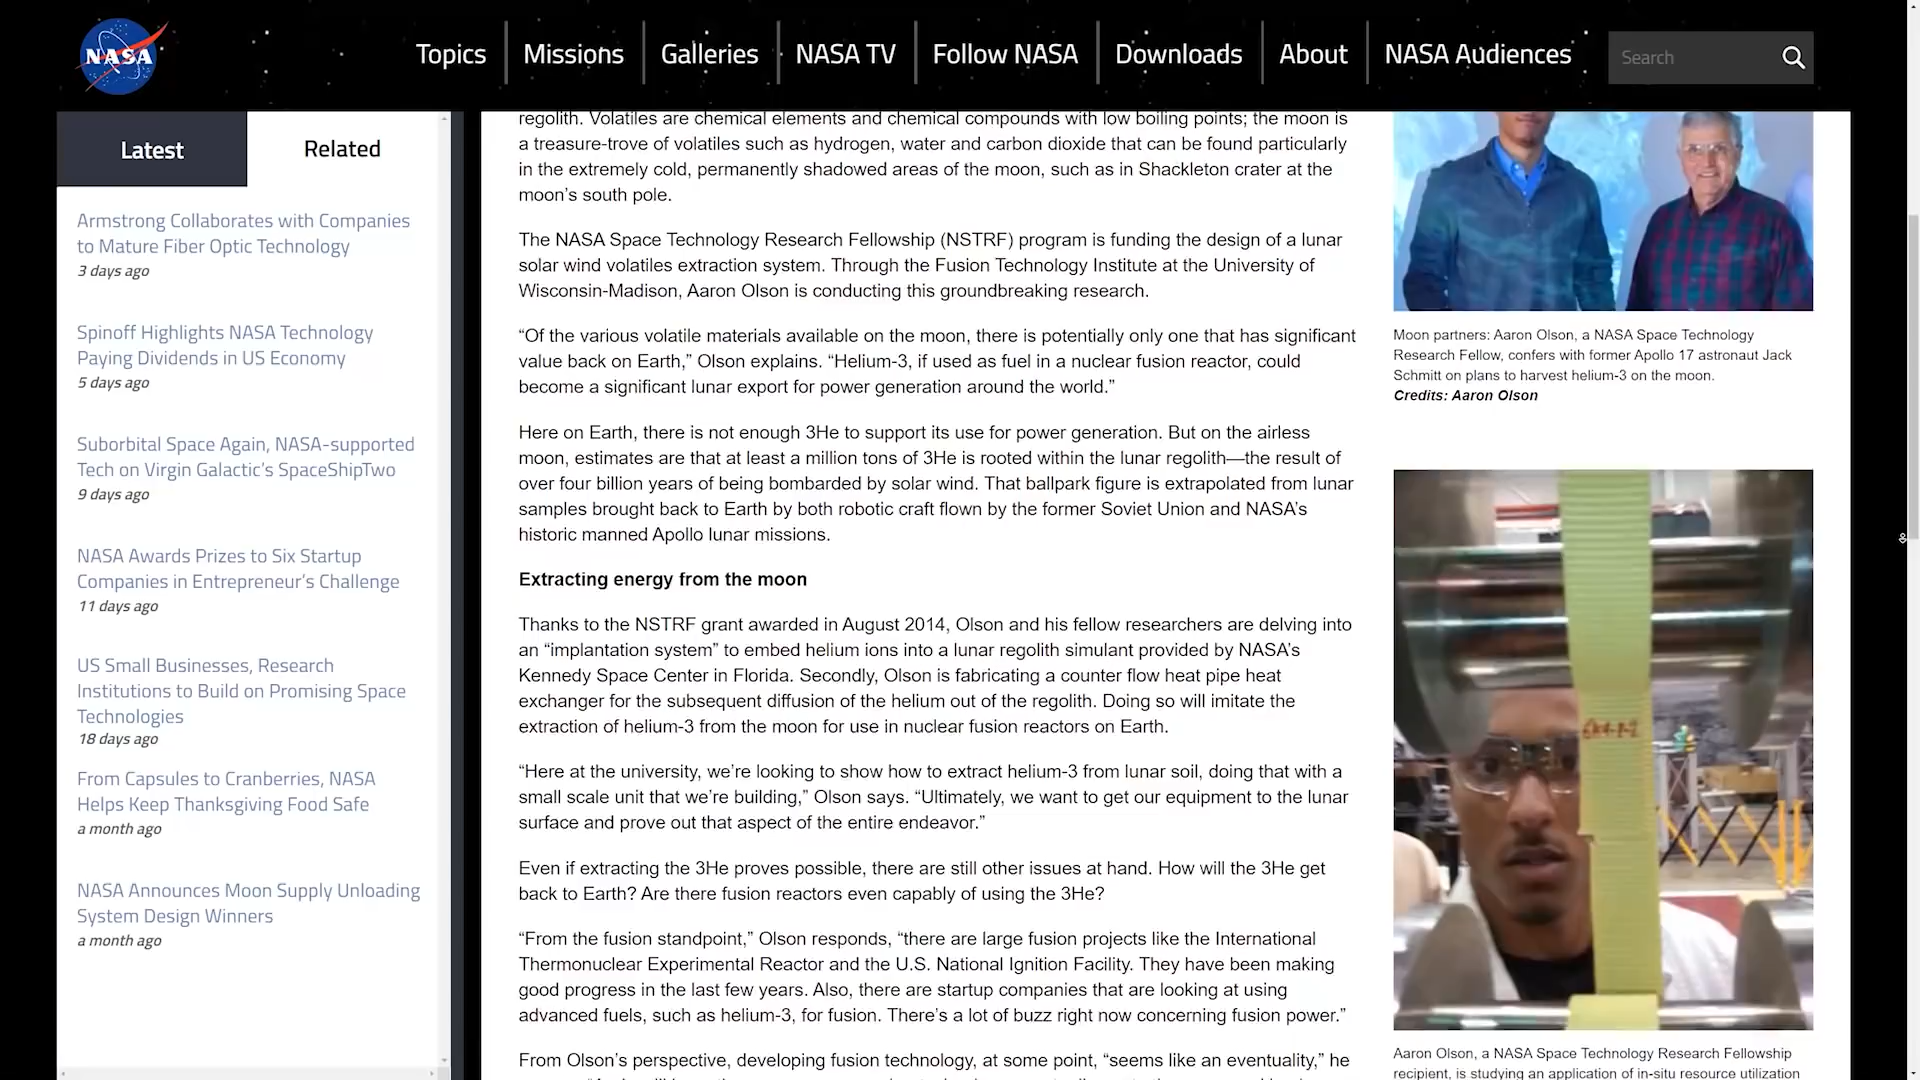 NASA
Topics
Missions
Galleries
NASA TV
Follow NASA
Downloads
About
NASA Audiences
Search
Latest
Related
Armstrong Collaborates with Companies
to Mature Fiber Optic Technology
3 days ago
Spinoff Highlights NASA Technology
Paying Dividends in US Economy
5 days ago
Suborbital Space Again, NASA-supported
Tech on Virgin Galactic’s SpaceShipTwo
9 days ago
NASA Awards Prizes to Six Startup
Companies in Entrepreneur’s Challenge
11 days ago
US Small Businesses, Research
Institutions to Build on Promising Space
Technologies
18 days ago
From Capsules to Cranberries, NASA
Helps Keep Thanksgiving Food Safe
a month ago
NASA Announces Moon Supply Unloading
System Design Winners
a month ago
regolith. Volatiles are chemical elements and chemical compounds with low boiling points; the moon is
a treasure-trove of volatiles such as hydrogen, water and carbon dioxide that can be found particularly
in the extremely cold, permanently shadowed areas of the moon, such as in Shackleton crater at the
moon’s south pole.
The NASA Space Technology Research Fellowship (NSTRF) program is funding the design of a lunar
solar wind volatiles extraction system. Through the Fusion Technology Institute at the University of
Wisconsin-Madison, Aaron Olson is conducting this groundbreaking research.
“Of the various volatile materials available on the moon, there is potentially only one that has significant
value back on Earth,” Olson explains. “Helium-3, if used as fuel in a nuclear fusion reactor, could
become a significant lunar export for power generation around the world.”
Here on Earth, there is not enough 3He to support its use for power generation. But on the airless
moon, estimates are that at least a million tons of 3He is rooted within the lunar regolith—the result of
over four billion years of being bombarded by solar wind. That ballpark figure is extrapolated from lunar
samples brought back to Earth by both robotic craft flown by the former Soviet Union and NASA’s
historic manned Apollo lunar missions.
Extracting energy from the moon
Thanks to the NSTRF grant awarded in August 2014, Olson and his fellow researchers are delving into
an “implantation system” to embed helium ions into a lunar regolith simulant provided by NASA’s
Kennedy Space Center in Florida. Secondly, Olson is fabricating a counter flow heat pipe heat
exchanger for the subsequent diffusion of the helium out of the regolith. Doing so will imitate the
extraction of helium-3 from the moon for use in nuclear fusion reactors on Earth.
“Here at the university, we’re looking to show how to extract helium-3 from lunar soil, doing that with a
small scale unit that we’re building,” Olson says. “Ultimately, we want to get our equipment to the lunar
surface and prove out that aspect of the entire endeavor.”
Even if extracting the 3He proves possible, there are still other issues at hand. How will the 3He get
back to Earth? Are there fusion reactors even capable of using the 3He?
“From the fusion standpoint,” Olson responds, “there are large fusion projects like the International
Thermonuclear Experimental Reactor and the U.S. National Ignition Facility. They have been making
good progress in the last few years. Also, there are startup companies that are looking at using
advanced fuels, such as helium-3, for fusion. There’s a lot of buzz right now concerning fusion power.”
From Olson’s perspective, developing fusion technology, at some point, “seems like an eventuality,” he
Moon partners: Aaron Olson, a NASA Space Technology
Research Fellow, confers with former Apollo 17 astronaut Jack
Schmitt on plans to harvest helium-3 on the moon.
Credits: Aaron Olson
Aaron Olson, a NASA Space Technology Research Fellowship
recipient, is studying an application of in-situ resource utilization